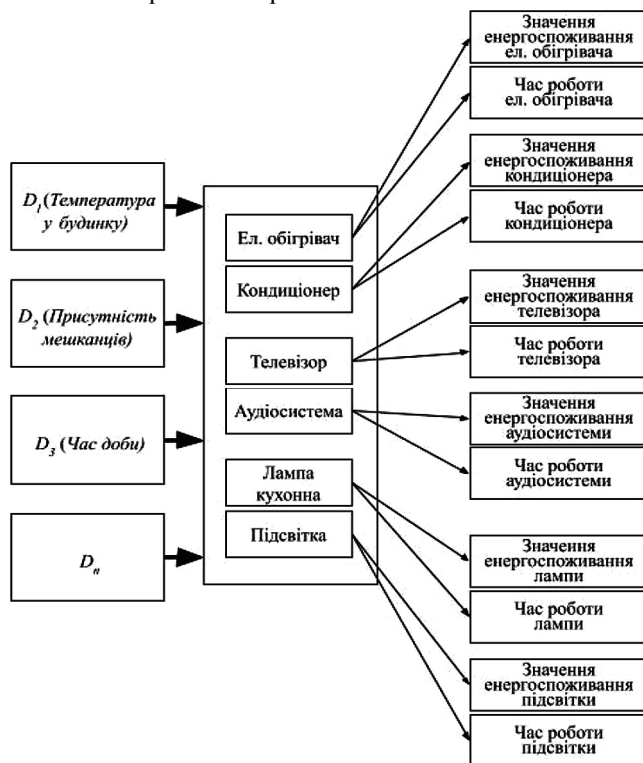 D₁ (Температура
у будинку)
D₂ (Присутність
мешканців)
D₃ (Час доби)
Dₙ
Ел. обігрівач
Кондиціонер
Телевізор
Аудіосистема
Лампа
кухонна
Підсвітка
Значення
енергоспоживання
ел. обігрівача
Час роботи
ел. обігрівача
Значення
енергоспоживання
кондиціонера
Час роботи
кондиціонера
Значення
енергоспоживання
телевізора
Час роботи
телевізора
Значення
енергоспоживання
аудіосистеми
Час роботи
аудіосистеми
Значення
енергоспоживання
лампи
Час роботи
лампи
Значення
енергоспоживання
підсвітки
Час роботи
підсвітки